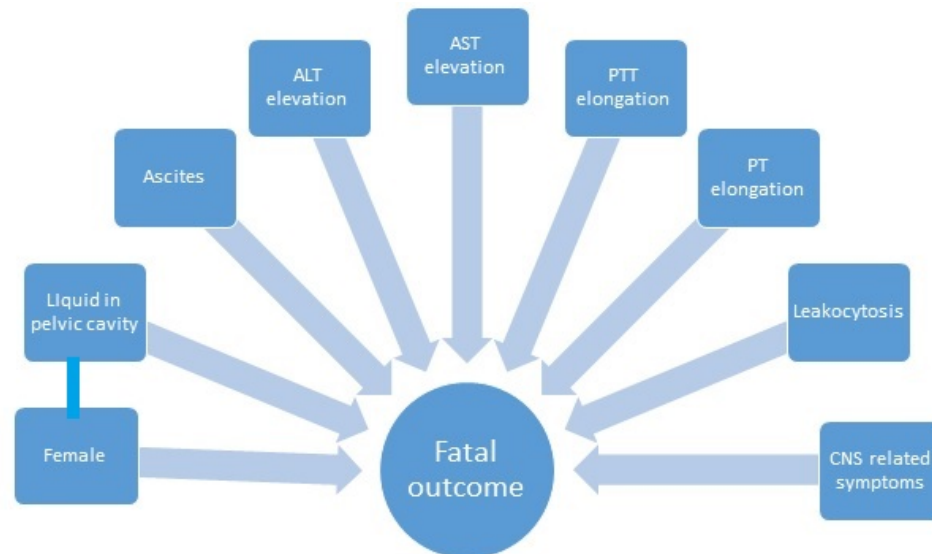 AST
elevation
ALT
elevation
PTT
elongation
Ascites
PT
elongation
LIquid in
pelvic cavity
Leakocytosis
Female
Fatal
outcome
CNS related
symptoms